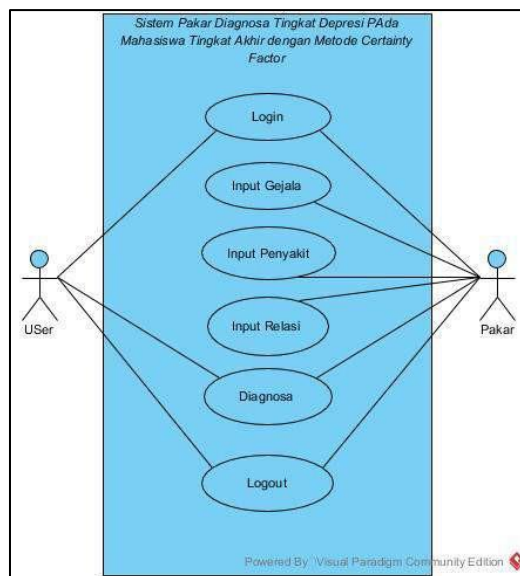 Sistem Pakar Diagnosa Tingkat Depresi PAda
Mahasiswa Tingkat Akhir dengan Metode Certainty
Factor
Login
Input Gejala
Input Penyakit
Input Relasi
Diagnosa
Logout
USer
Pakar
Powered By Visual Paradigm Community Edition